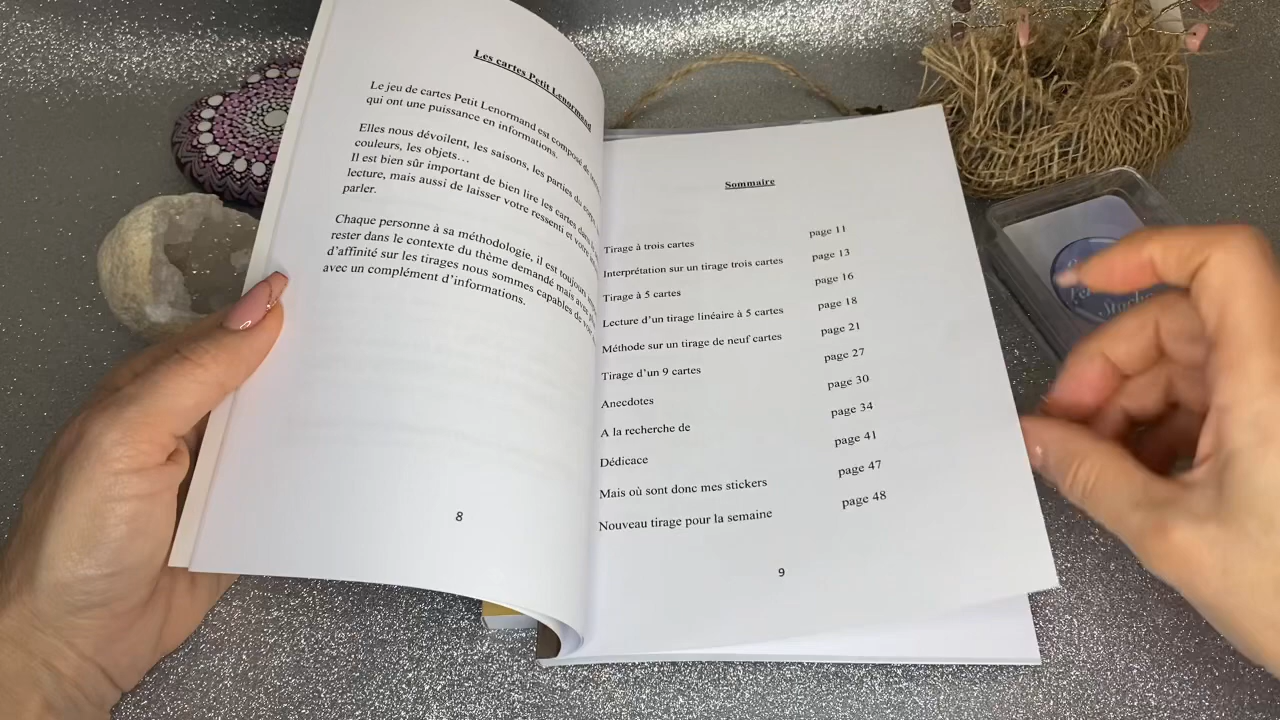 Les cartes Petit Lenormand
Le jeu de cartes Petit Lenormand est composé de
qui ont une puissance en informations.
Elles nous dévoilent, les saisons, les parties du corps
couleurs, les objets…
Il est bien sûr important de bien lire les cartes dans
lecture, mais aussi de laisser votre ressenti et votre
parler.
Chaque personne à sa méthodologie, il est toujours
rester dans le contexte du thème demandé mais avec
d’affinité sur les tirages nous sommes capables de
avec un complément d’informations.
8
Sommaire
Tirage à trois cartes page 11
Interprétation sur un tirage trois cartes page 13
Tirage à 5 cartes page 16
Lecture d’un tirage linéaire à 5 cartes page 18
Méthode sur un tirage de neuf cartes page 21
Tirage d’un 9 cartes page 27
Anecdotes page 30
A la recherche de page 34
Dédicace page 41
Mais où sont donc mes stickers page 47
Nouveau tirage pour la semaine page 48
9